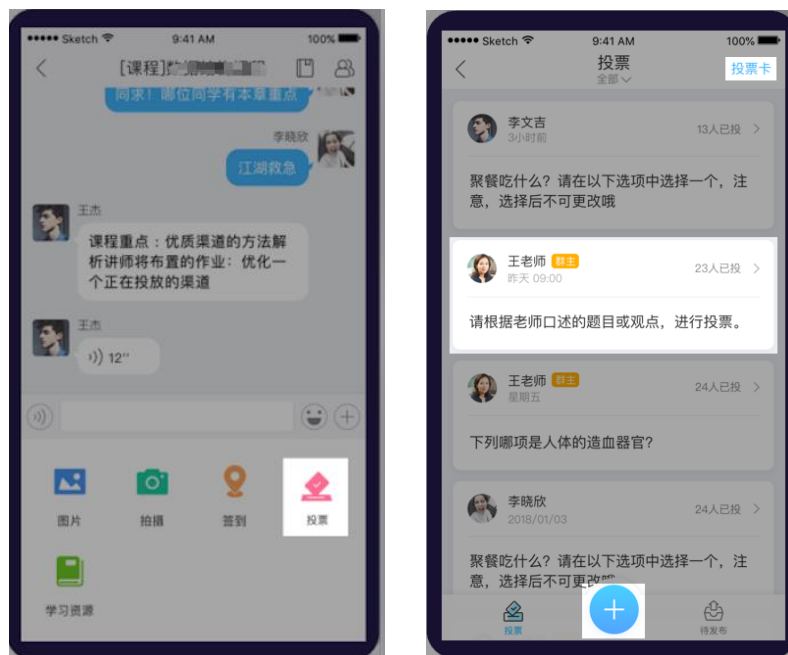 Sketch 9:41 AM 100%
[课程]
同求！哪位同学有本章重点
李晓欣
江湖救急
王杰
课程重点：优质渠道的方法解
析讲师将布置的作业：优化一
个正在投放的渠道
王杰
12''
图片 拍摄 签到 投票
学习资源
Sketch 9:41 AM 100%
投票
全部
投票卡
李文吉
3小时前
13人已投
聚餐吃什么？请在以下选项中选择一个，注
意，选择后不可更改哦
王老师 群主
昨天 09:00
23人已投
请根据老师口述的题目或观点，进行投票。
王老师 群主
星期五
24人已投
下列哪项是人体的造血器官?
李晓欣
2018/01/03
24人已投
聚餐吃什么？请在以下选项中选择一个，注
意，选择后不可更改哦
投票 待发布